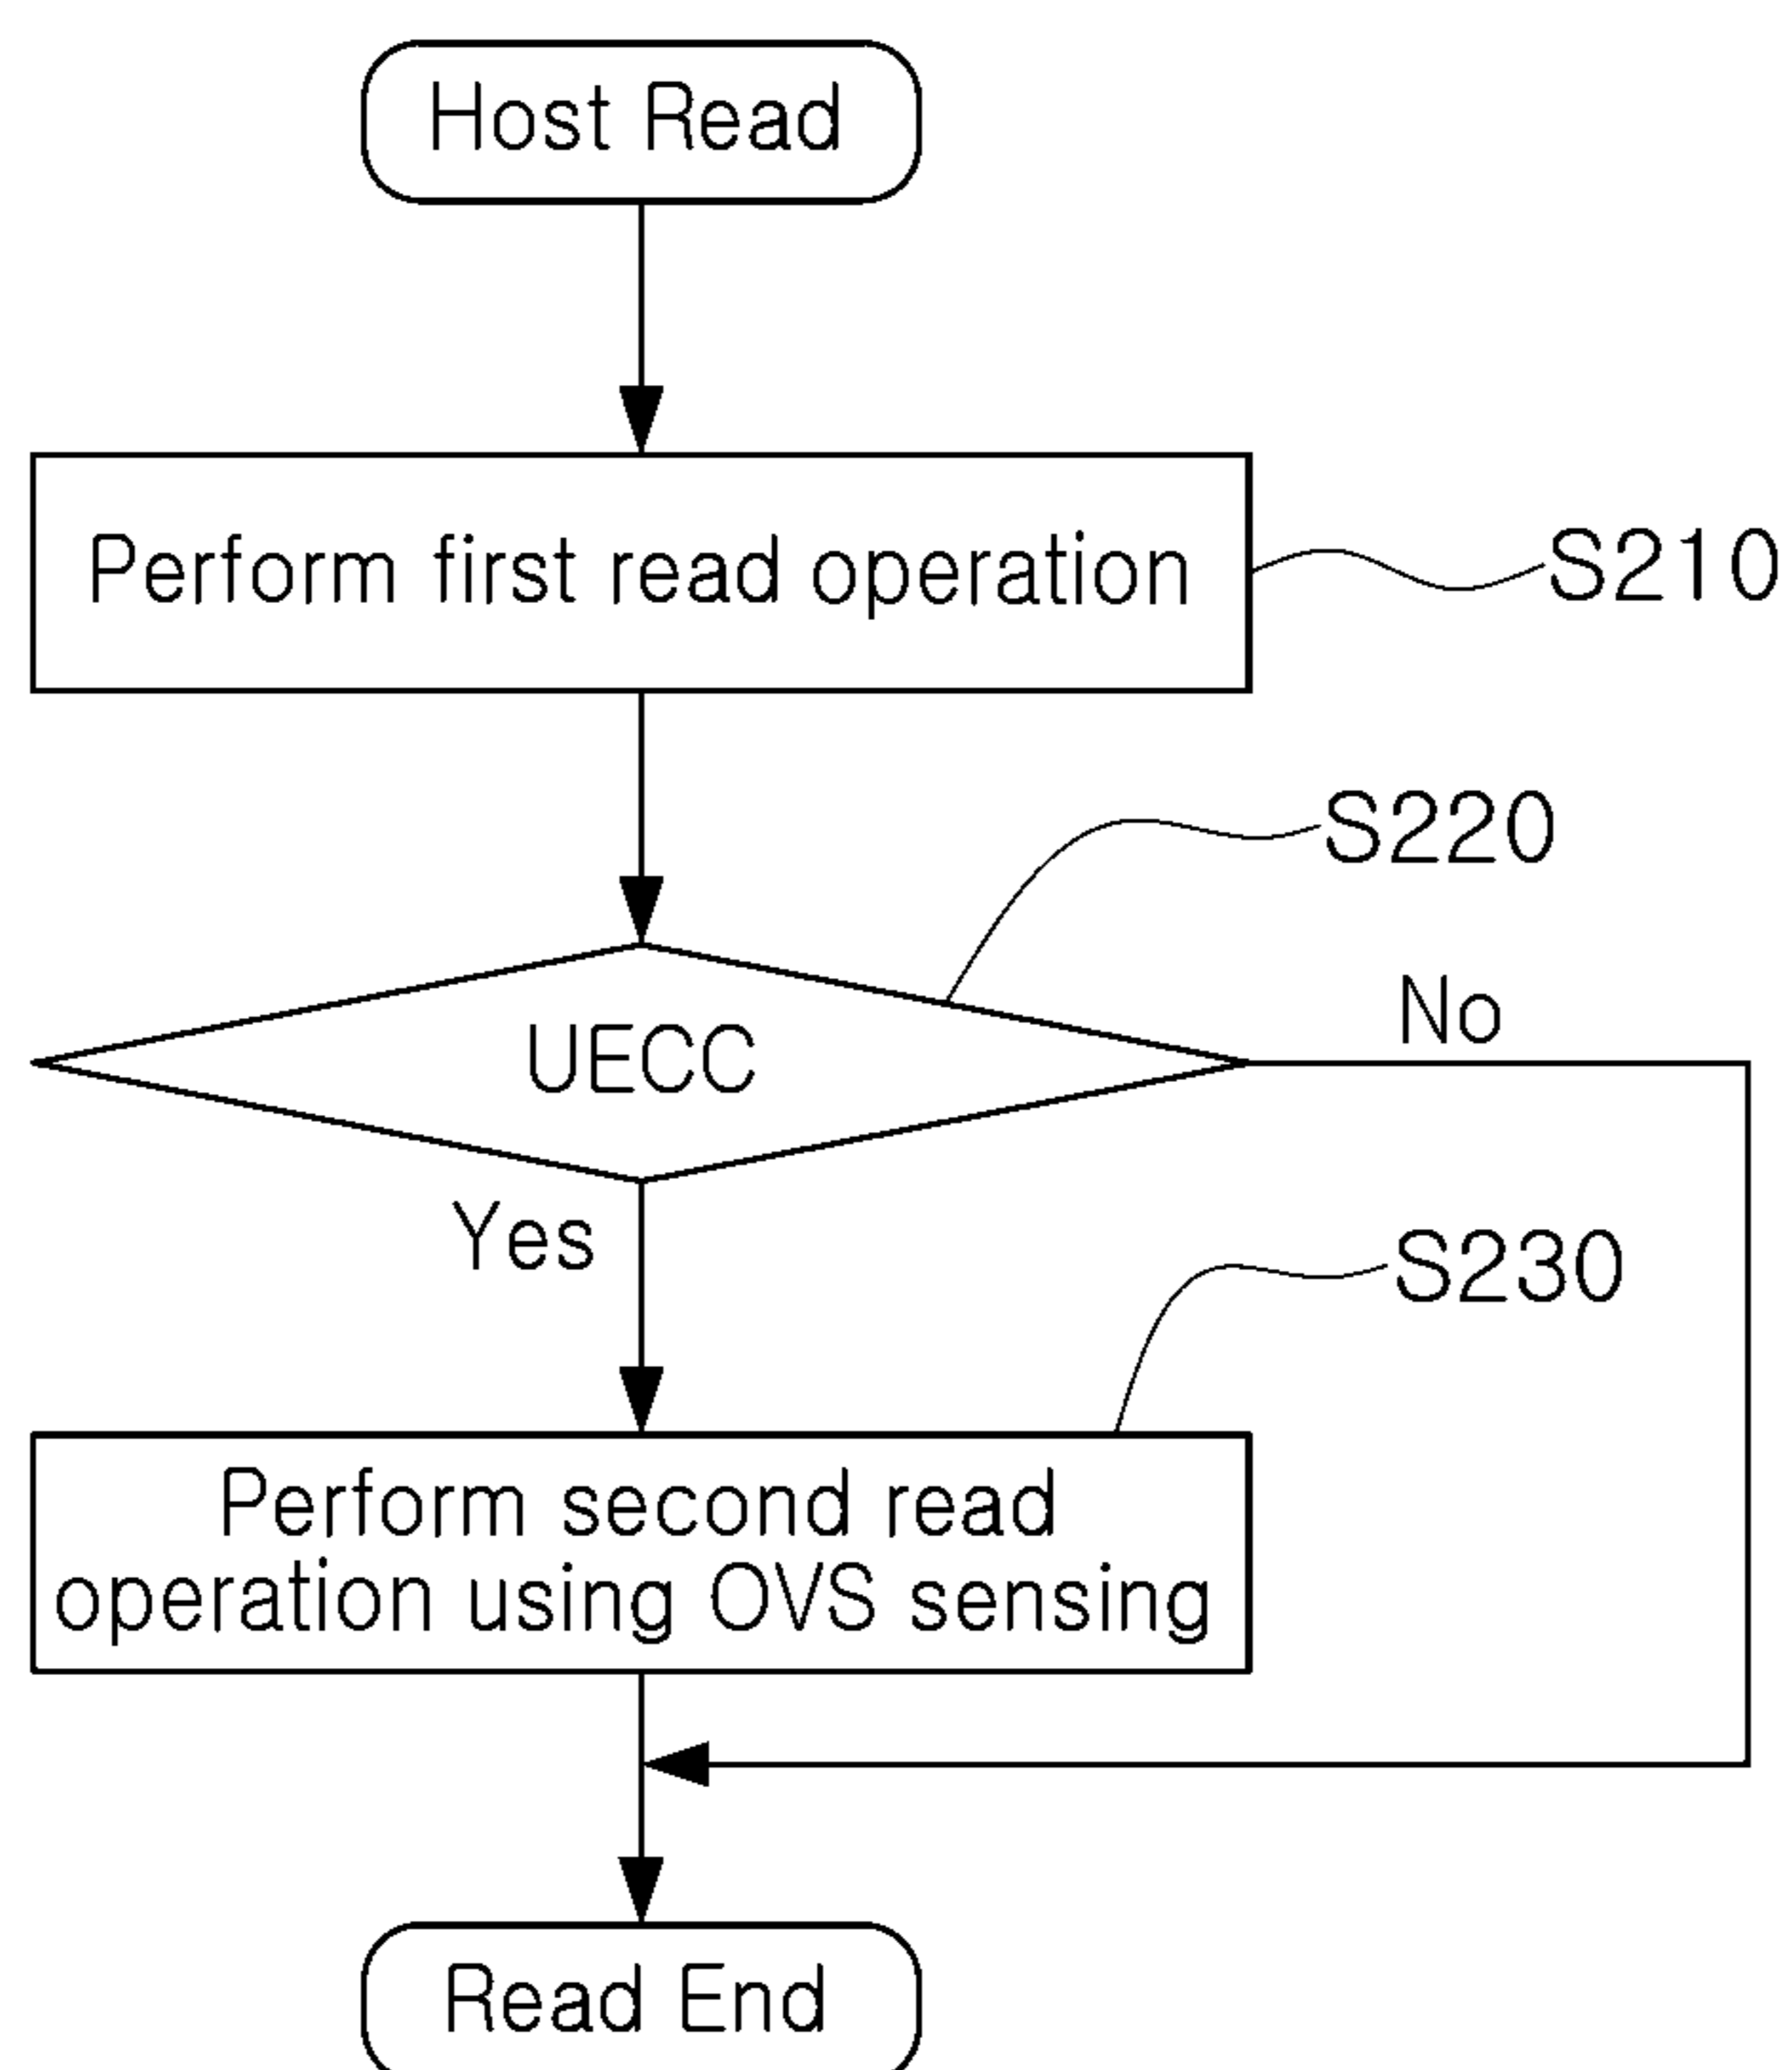 Host Read
Perform first read operation
S210
S220
UECC
No
Yes
S230
Perform second read
operation using OVS sensing
Read End